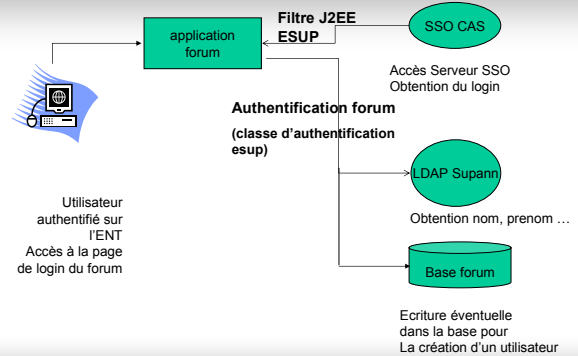 Filtre J2EE
ESUP
SSO CAS
application
forum
Accès Serveur SSO
Obtention du login
Authentification forum
(classe d'authentification
esup)
LDAP Supann
Utilisateur
authentifié sur
l'ENT
Accès à la page
de login du forum
Obtention nom, prenom …
Base forum
Ecriture éventuelle
dans la base pour
La création d'un utilisateur